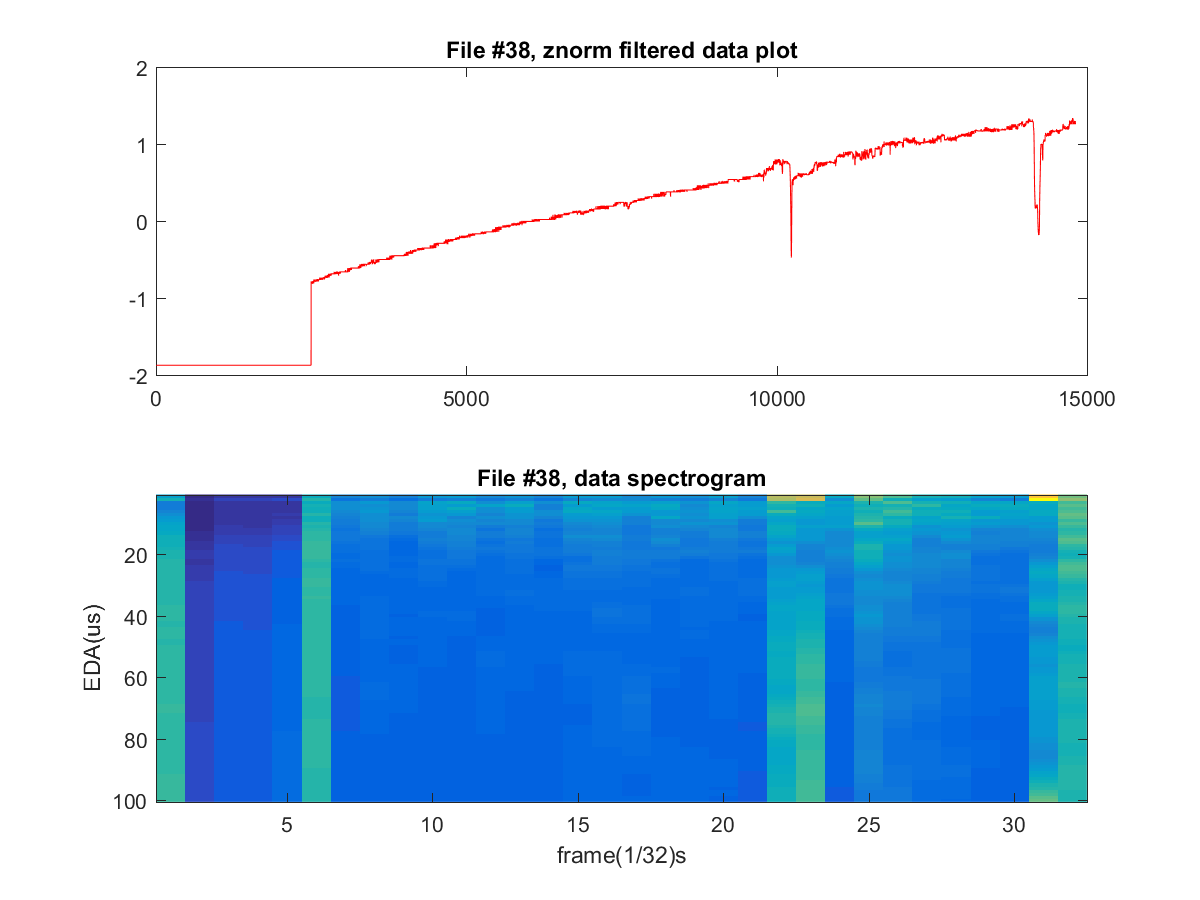 File #38, znorm filtered data plot
2
1
0
-1
-2
0 5000 10000 15000
File #38, data spectrogram
20
40
60
80
100
EDA(us)
5 10 15 20 25 30
frame(1/32)s